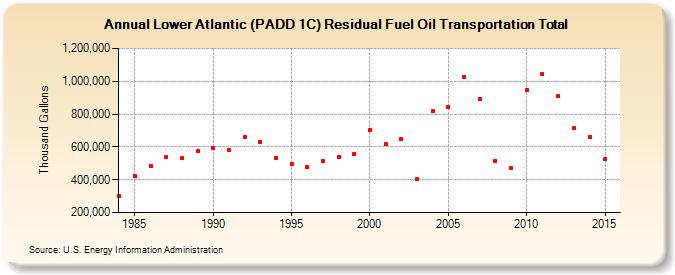 Annual Lower Atlantic (PADD 1C) Residual Fuel Oil Transportation Total
Thousand Gallons
1,200,000
1,000,000
800,000
600,000
400,000
200,000
1985 1990 1995 2000 2005 2010 2015
Source: U.S. Energy Information Administration